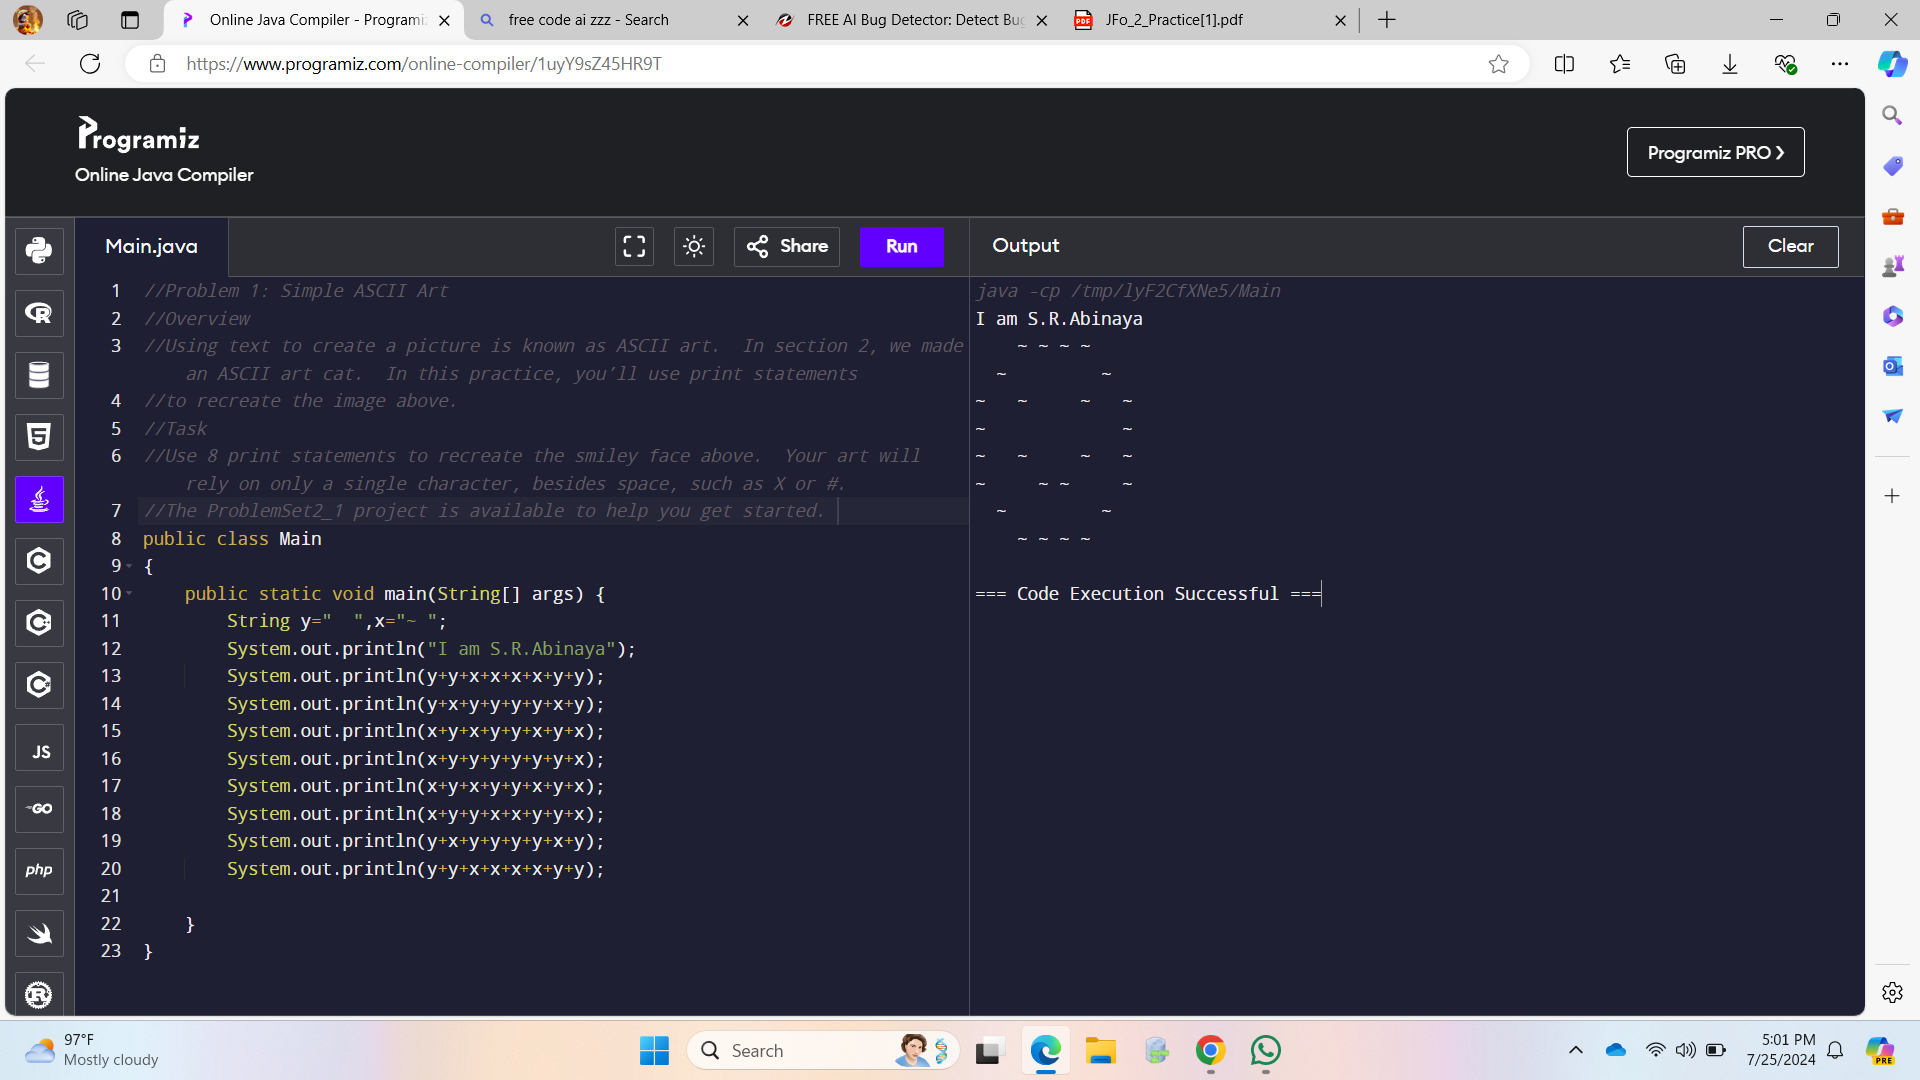 Online Java Compiler - Programiz
free code ai zzz - Search
FREE AI Bug Detector: Detect Bug
JFo_2_Practice[1].pdf
https://www.programiz.com/online-compiler/1uyY9sZ45HR9T
Programiz
Online Java Compiler
Programiz PRO ❯
Main.java
Share
Run
Output
Clear
1 //Problem 1: Simple ASCII Art
2 //Overview
3 //Using text to create a picture is known as ASCII art.  In section 2, we made
an ASCII art cat.  In this practice, you’ll use print statements
4 //to recreate the image above.
5 //Task
6 //Use 8 print statements to recreate the smiley face above.  Your art will
rely on only a single character, besides space, such as X or #.
7 //The ProblemSet2_1 project is available to help you get started.
8 public class Main
9 {
10     public static void main(String[] args) {
11         String y="  ",x="~ ";
12         System.out.println("I am S.R.Abinaya");
13         System.out.println(y+y+x+x+x+x+y+y);
14         System.out.println(y+x+y+y+y+y+x+y);
15         System.out.println(x+y+x+y+y+x+y+x);
16         System.out.println(x+y+y+y+y+y+y+x);
17         System.out.println(x+y+x+y+y+x+y+x);
18         System.out.println(x+y+y+x+x+y+y+x);
19         System.out.println(y+x+y+y+y+y+x+y);
20         System.out.println(y+y+x+x+x+x+y+y);
21
22     }
23 }
java -cp /tmp/lyF2CfXNe5/Main
I am S.R.Abinaya
    ~ ~ ~ ~
  ~         ~
~   ~     ~   ~
~             ~
~   ~     ~   ~
~     ~ ~     ~
  ~         ~
    ~ ~ ~ ~
=== Code Execution Successful ===
JS
GO
php
97°F
Mostly cloudy
Search
5:01 PM
7/25/2024
PRE